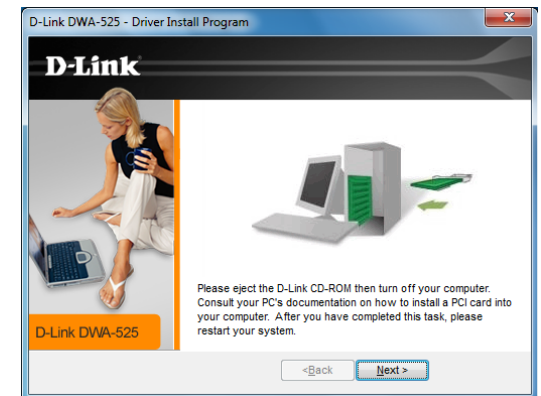 D-Link DWA-525 - Driver Install Program
D-Link
Please eject the D-Link CD-ROM then turn off your computer.
Consult your PC's documentation on how to install a PCI card into
your computer. After you have completed this task, please
restart your system.
D-Link DWA-525
<Back
Next >